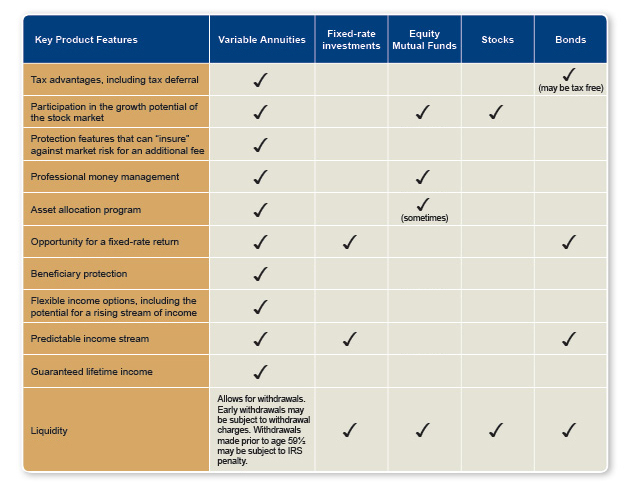 Key Product Features
Variable Annuities
Fixed-rate
investments
Equity
Mutual Funds
Stocks
Bonds
Tax advantages, including tax deferral
✓
✓
(may be tax free)
Participation in the growth potential of
the stock market
✓
✓
✓
Protection features that can “insure”
against market risk for an additional fee
✓
Professional money management
✓
✓
Asset allocation program
✓
✓
(sometimes)
Opportunity for a fixed-rate return
✓
✓
✓
Beneficiary protection
✓
Flexible income options, including the
potential for a rising stream of income
✓
Predictable income stream
✓
✓
✓
Guaranteed lifetime income
✓
Liquidity
Allows for withdrawals.
Early withdrawals may
be subject to withdrawal
charges. Withdrawals
made prior to age 59½
may be subject to IRS
penalty.
✓
✓
✓
✓